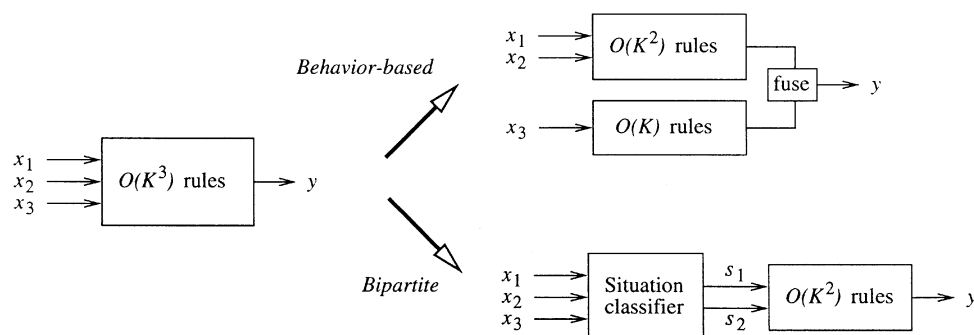 x₁
x₂
x₃
O(K³) rules
y
Behavior-based
x₁
x₂
O(K²) rules
x₃
O(K) rules
fuse
y
Bipartite
x₁
x₂
x₃
Situation
classifier
s₁
s₂
O(K²) rules
y